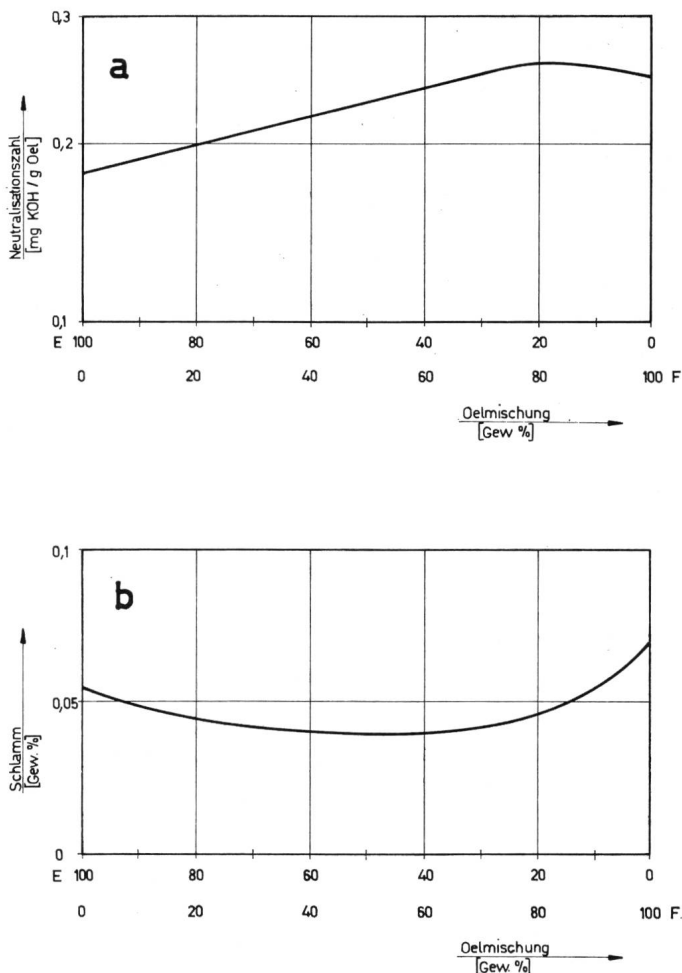 0,3
a
0,2
Neutralisationszahl
[mg KOH / g Oel]
0,1
E 100 80 60 40 20 0
0 20 40 60 80 100 F
Oelmischung
[Gew %]
0,1
b
0,05
Schlamm
[Gew. %]
0
E 100 80 60 40 20 0
0 20 40 60 80 100 F.
Oelmischung
[Gew. %]